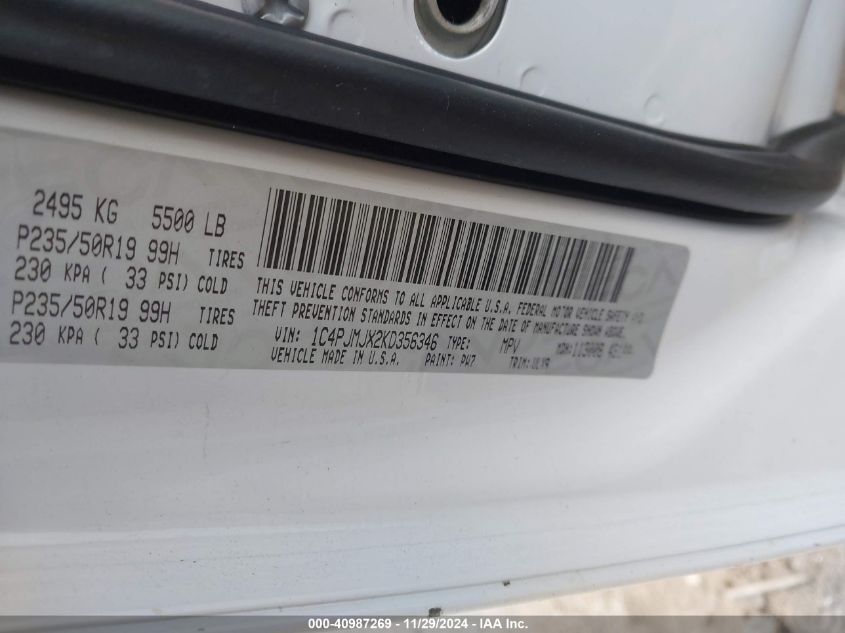 2495 KG 5500 LB
P235/50R19 99H TIRES
230 KPA ( 33 PSI) COLD
P235/50R19 99H TIRES
230 KPA ( 33 PSI) COLD
THIS VEHICLE CONFORMS TO ALL APPLICABLE U.S.A. FEDERAL MOTOR VEHICLE SAFETY AND
THEFT PREVENTION STANDARDS IN EFFECT ON THE DATE OF MANUFACTURE SHOWN ABOVE.
VIN: 1C4PJMJX2KD356346 TYPE: MPV MDH:
VEHICLE MADE IN U.S.A. PAINT: PW7 TRIM:
000-40987269 - 11/29/2024 - IAA Inc.